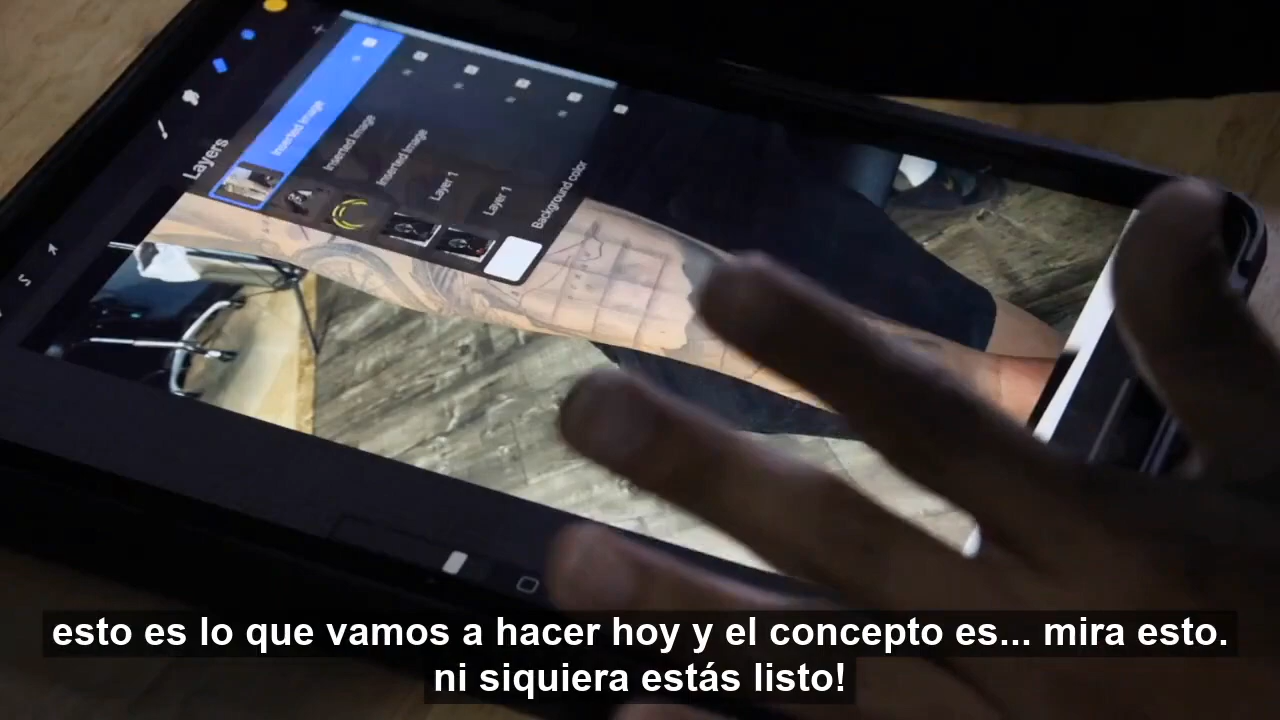 Layers
Inserted Image
Inserted Image
Inserted Image
Layer 1
Layer 1
Background color
esto es lo que vamos a hacer hoy y el concepto es... mira esto.
ni siquiera estás listo!